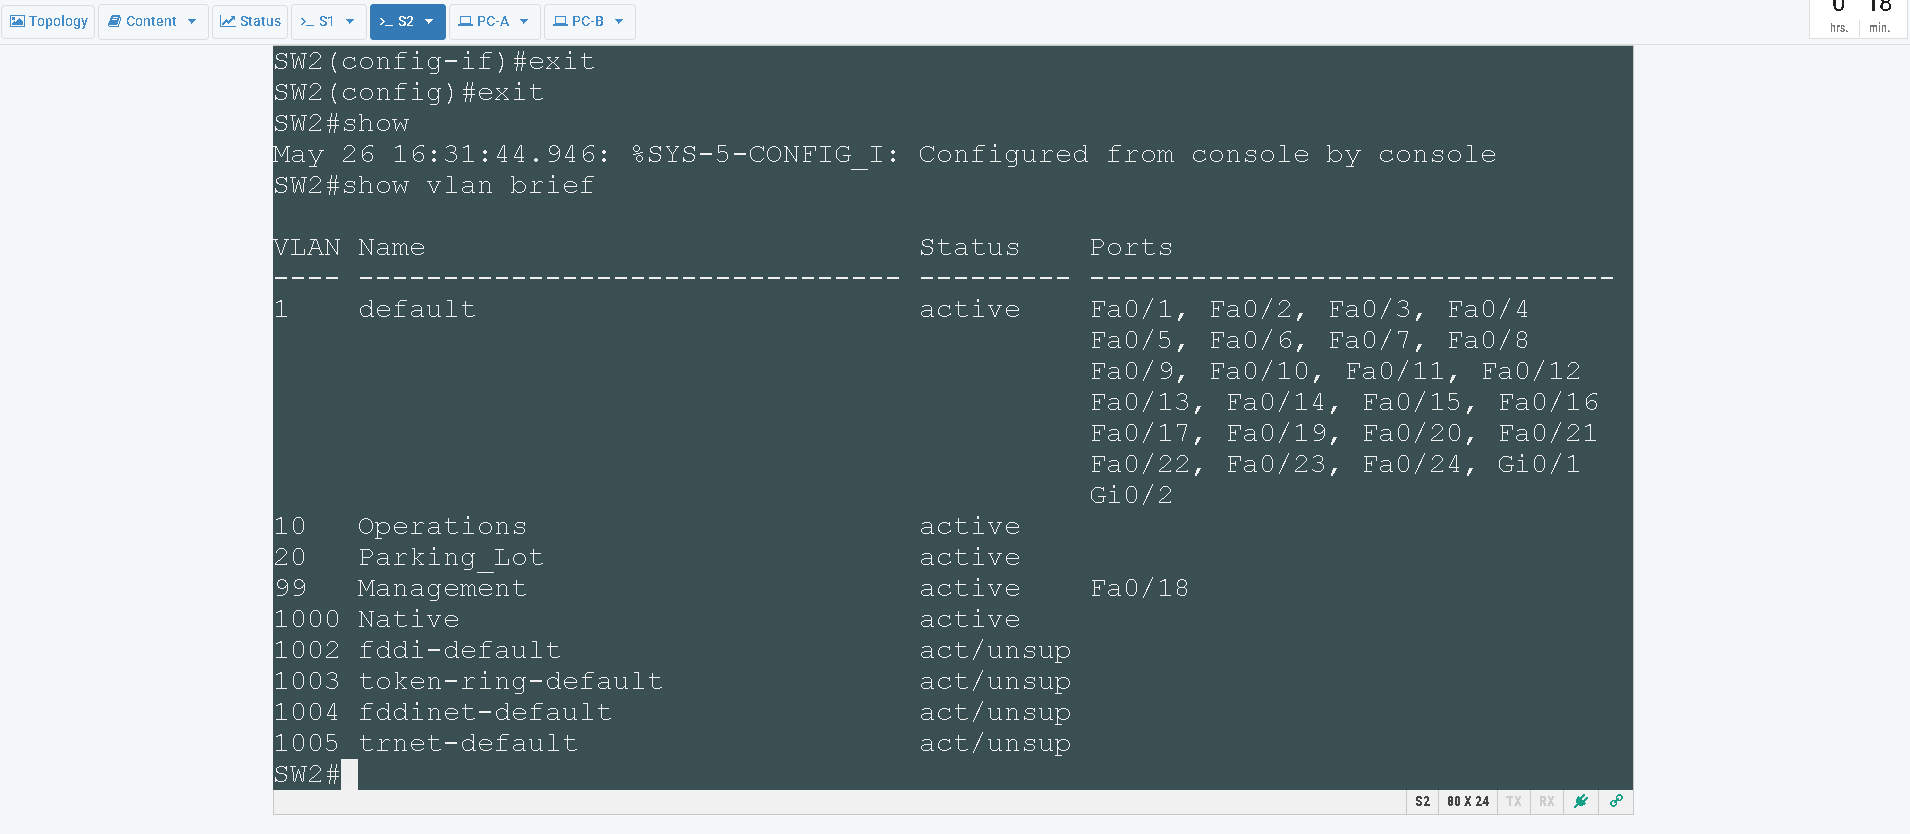 Topology Content Status >_ S1 >_ S2 PC-A PC-B 0 18
hrs. min.
SW2(config-if)#exit
SW2(config)#exit
SW2#show
May 26 16:31:44.946: %SYS-5-CONFIG_I: Configured from console by console
SW2#show vlan brief
VLAN Name Status Ports
---- -------------------------------- --------- -------------------------------
1 default active Fa0/1, Fa0/2, Fa0/3, Fa0/4
Fa0/5, Fa0/6, Fa0/7, Fa0/8
Fa0/9, Fa0/10, Fa0/11, Fa0/12
Fa0/13, Fa0/14, Fa0/15, Fa0/16
Fa0/17, Fa0/19, Fa0/20, Fa0/21
Fa0/22, Fa0/23, Fa0/24, Gi0/1
Gi0/2
10 Operations active
20 Parking_Lot active
99 Management active Fa0/18
1000 Native active
1002 fddi-default act/unsup
1003 token-ring-default act/unsup
1004 fddinet-default act/unsup
1005 trnet-default act/unsup
SW2#
S2 80 X 24 TX RX